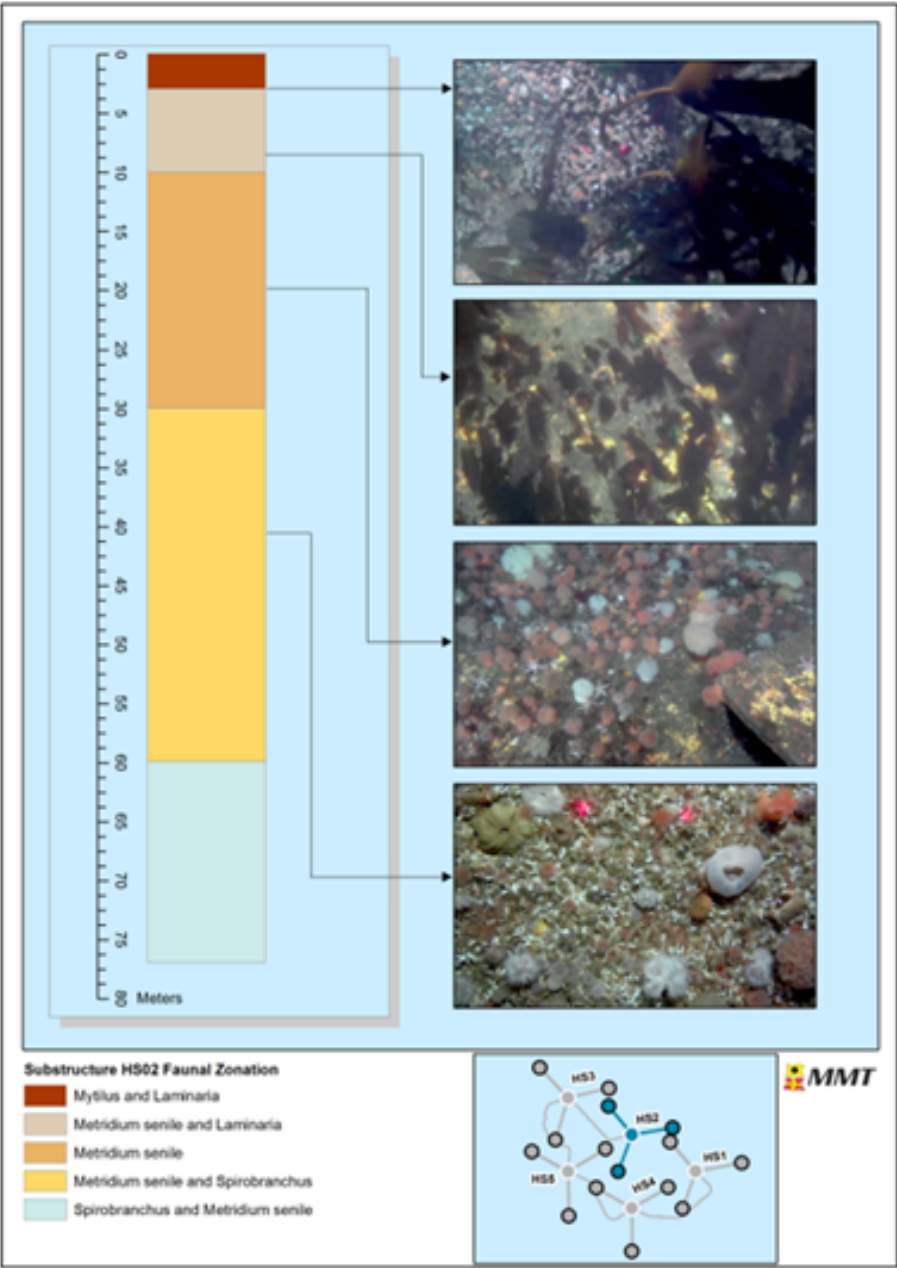 0
5
10
15
20
25
30
35
40
45
50
55
60
65
70
75
80 Meters
Substructure HS02 Faunal Zonation
Mytilus and Laminaria
Metridium senile and Laminaria
Metridium senile
Metridium senile and Spirobranchus
Spirobranchus and Metridium senile
HS3
HS2
HS1
HS5
HS4
MMT